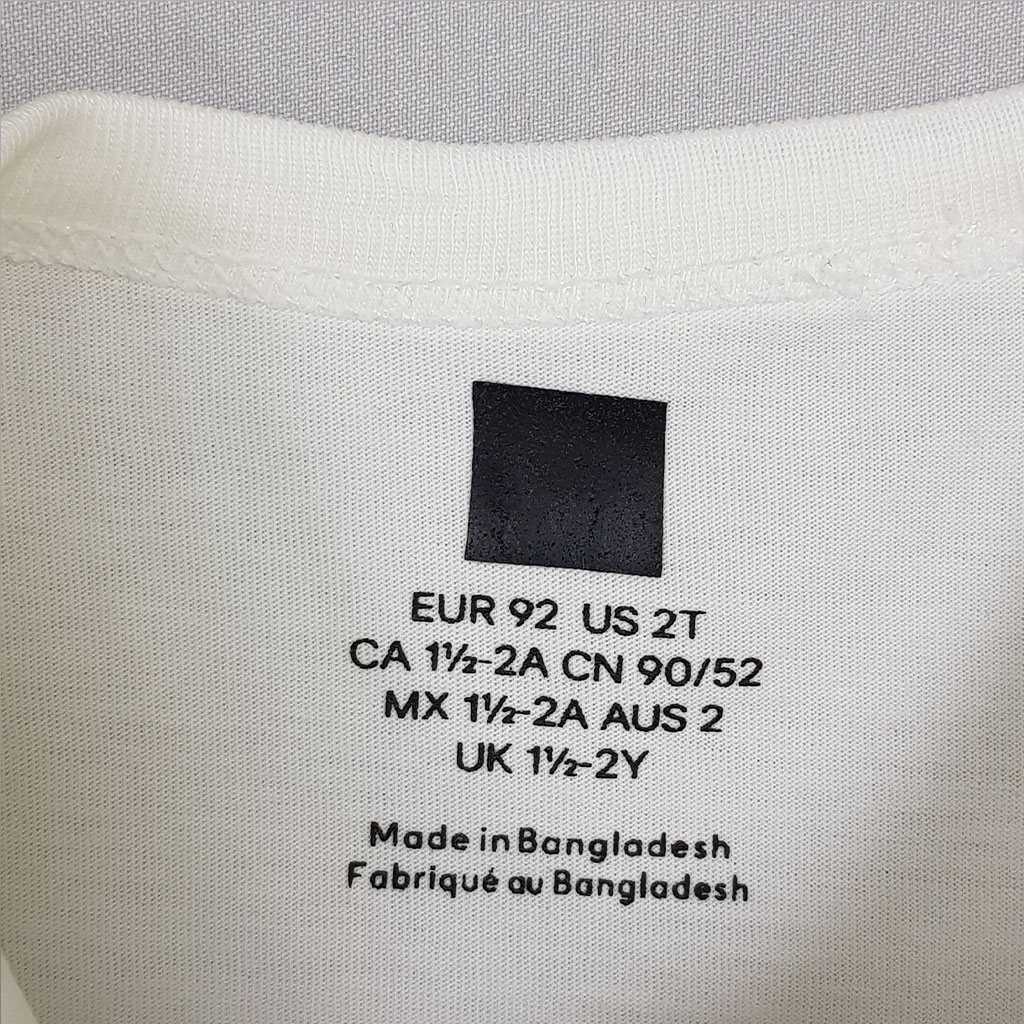 EUR 92 US 2T
CA 1½-2A CN 90/52
MX 1½-2A AUS 2
UK 1½-2Y
Made in Bangladesh
Fabriqué au Bangladesh